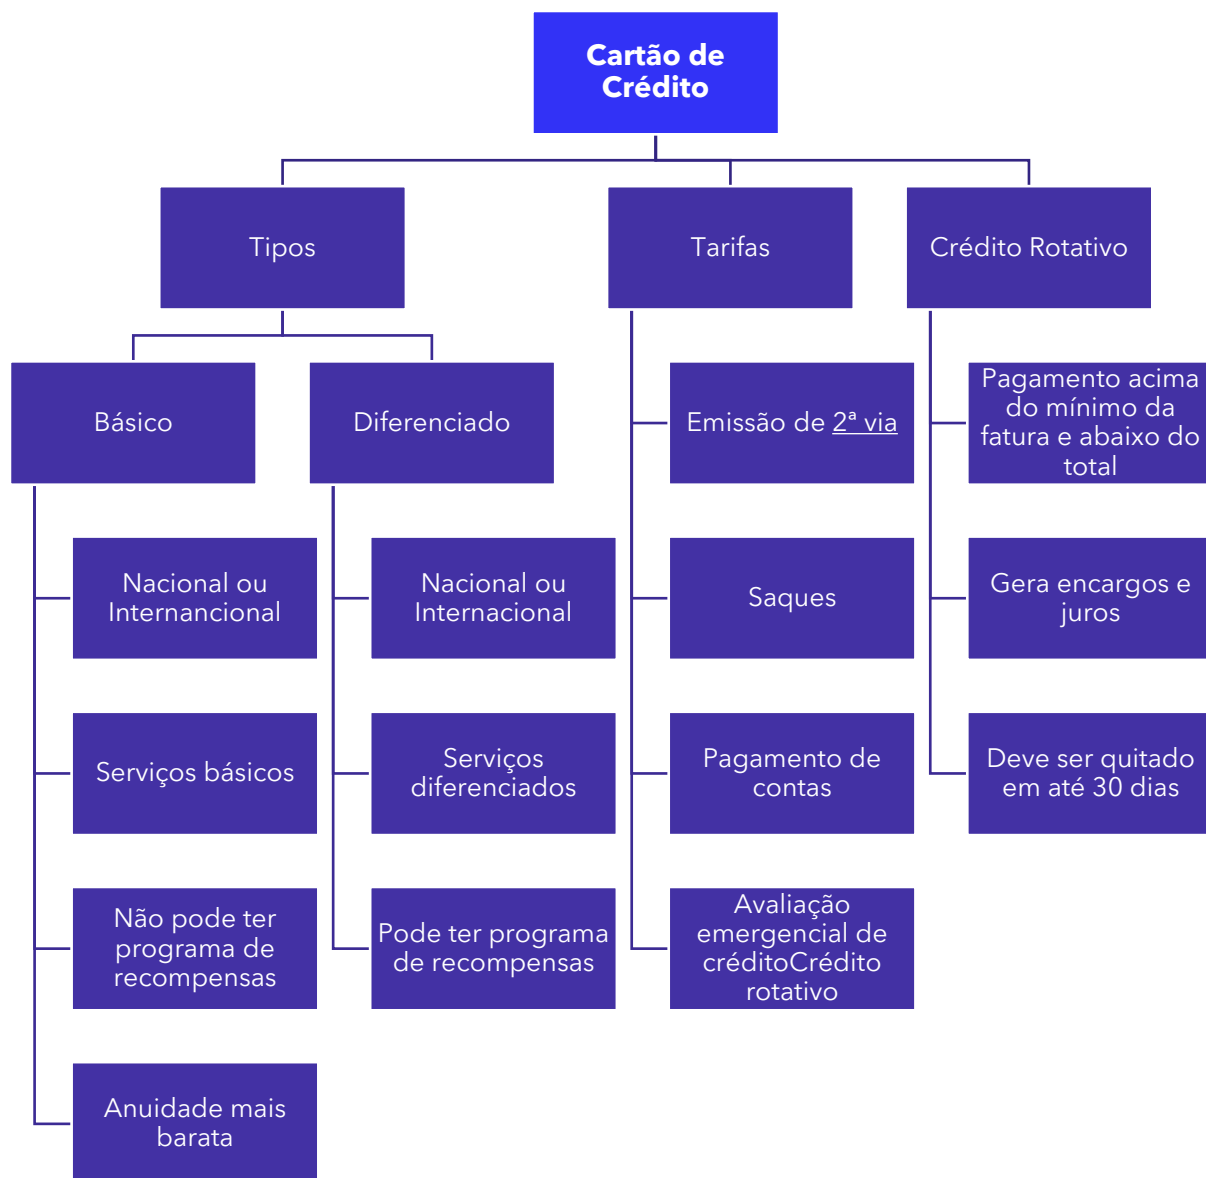 Cartão de
Crédito
Tipos
Tarifas
Crédito Rotativo
Básico
Diferenciado
Emissão de 2ª via
Pagamento acima
do mínimo da
fatura e abaixo do
total
Nacional ou
Internancional
Nacional ou
Internacional
Saques
Gera encargos e
juros
Serviços básicos
Serviços
diferenciados
Pagamento de
contas
Deve ser quitado
em até 30 dias
Não pode ter
programa de
recompensas
Pode ter programa
de recompensas
Avaliação
emergencial de
créditoCrédito
rotativo
Anuidade mais
barata